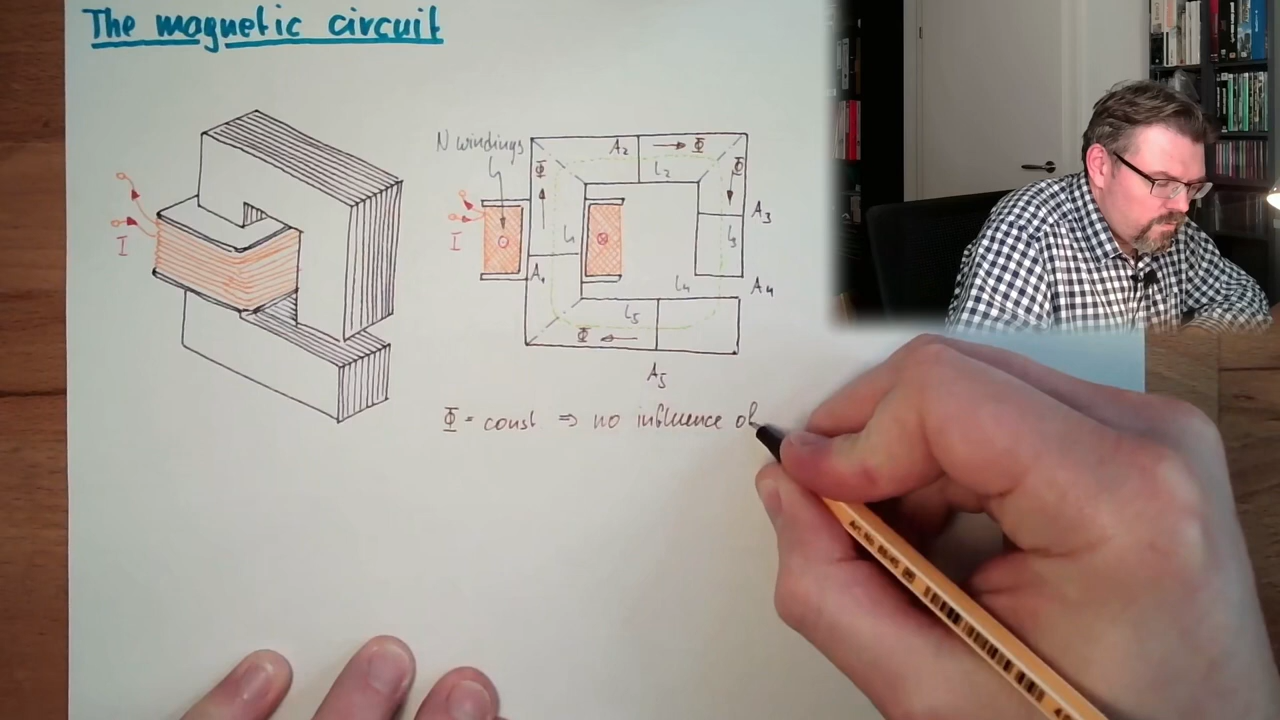 The magnetic circuit
N windings
A₂
Φ
l₂
Φ
Φ
I
I
A₃
l₁
l₃
A₁
l₄
A₄
l₅
Φ
A₅
Φ = const ⇒ no influence of